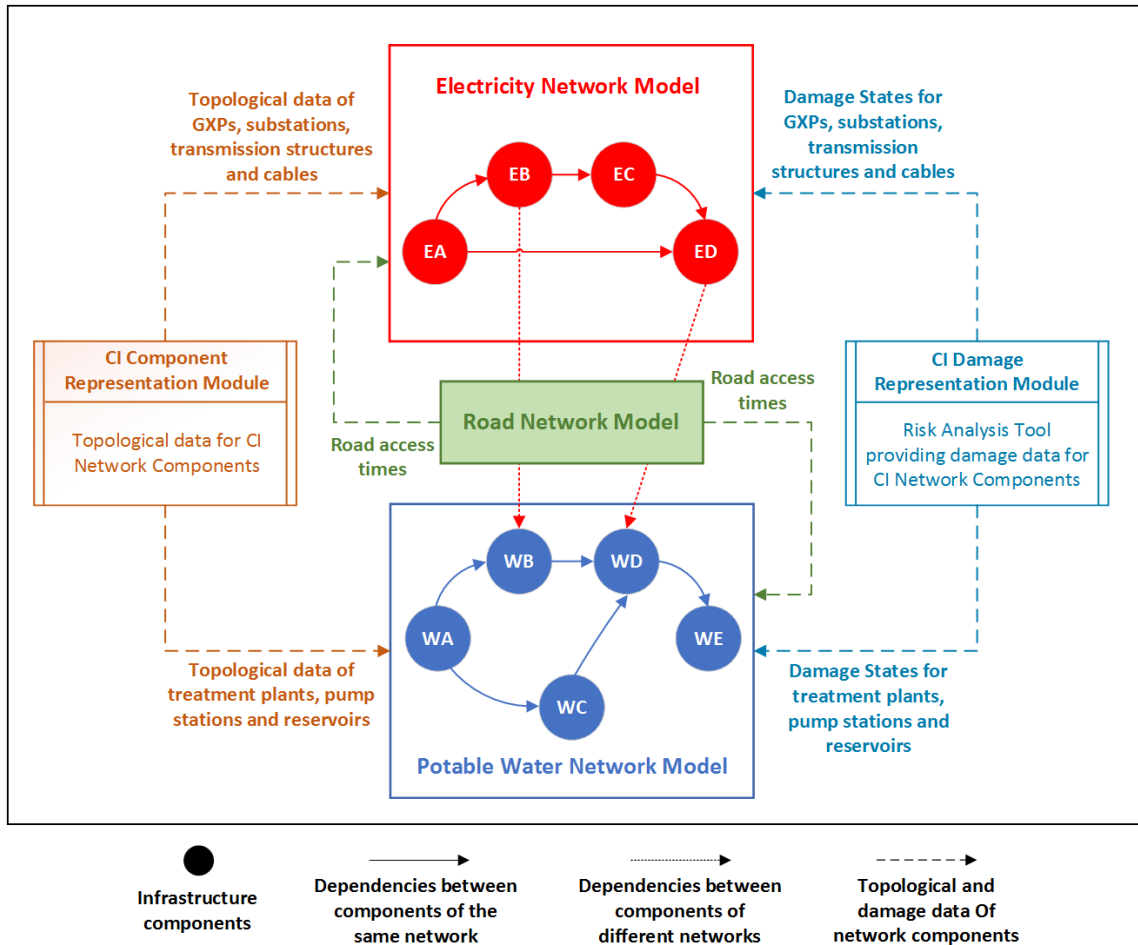 Electricity Network Model
Topological data of
GXPs, substations,
transmission structures
and cables
Damage States for
GXPs, substations,
transmission
structures and cables
EB
EC
EA
ED
CI Component
Representation Module
Topological data for CI
Network Components
Road access
times
Road Network Model
Road access
times
CI Damage
Representation Module
Risk Analysis Tool
providing damage data for
CI Network Components
WB
WD
WA
WE
WC
Topological data of
treatment plants, pump
stations and reservoirs
Damage States for
treatment plants,
pump stations and
reservoirs
Potable Water Network Model
Infrastructure
components
Dependencies between
components of the
same network
Dependencies between
components of
different networks
Topological and
damage data Of
network components